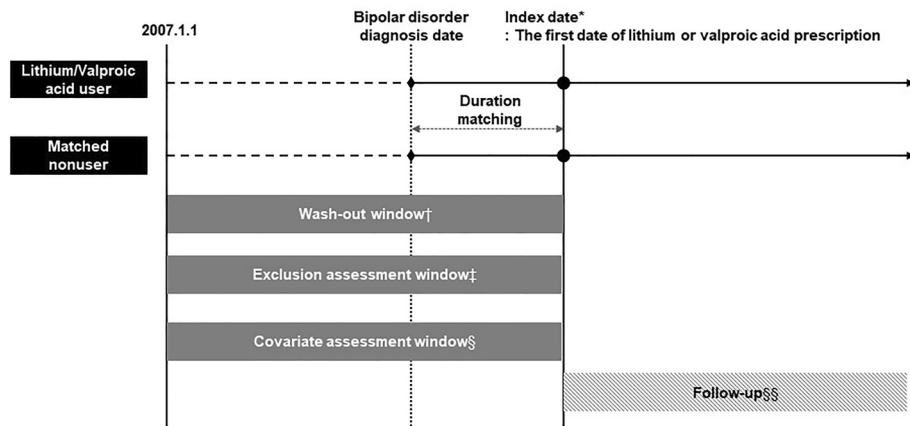 2007.1.1
Bipolar disorder
diagnosis date
Index date*
: The first date of lithium or valproic acid prescription
Lithium/Valproic
acid user
Duration
matching
Matched
nonuser
Wash-out window†
Exclusion assessment window‡
Covariate assessment window§
Follow-up§§